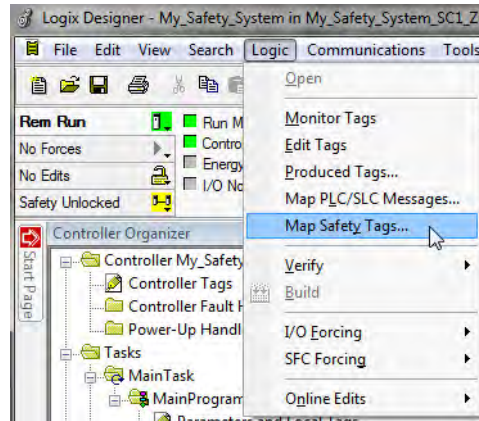 Logix Designer - My_Safety_System in My_Safety_System_SC1_Z
File Edit View Search Logic Communications Tools
Rem Run
Run M
No Forces
Contro
No Edits
Energy
Safety Unlocked
I/O No
Open
Monitor Tags
Edit Tags
Produced Tags...
Map PLC/SLC Messages...
Map Safety Tags...
Verify
Build
I/O Forcing
SFC Forcing
Online Edits
Start Page
Controller Organizer
Controller My_Safety
Controller Tags
Controller Fault H
Power-Up Handl
Tasks
MainTask
MainProgram
Parameters and Local Tags